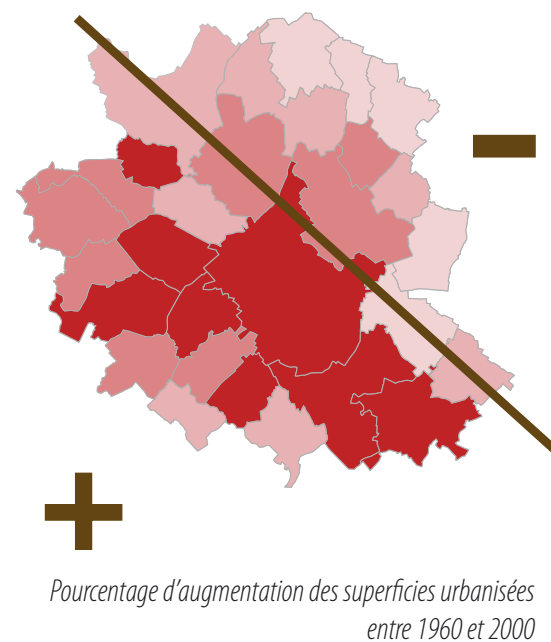 Pourcentage d'augmentation des superficies urbanisées
entre 1960 et 2000